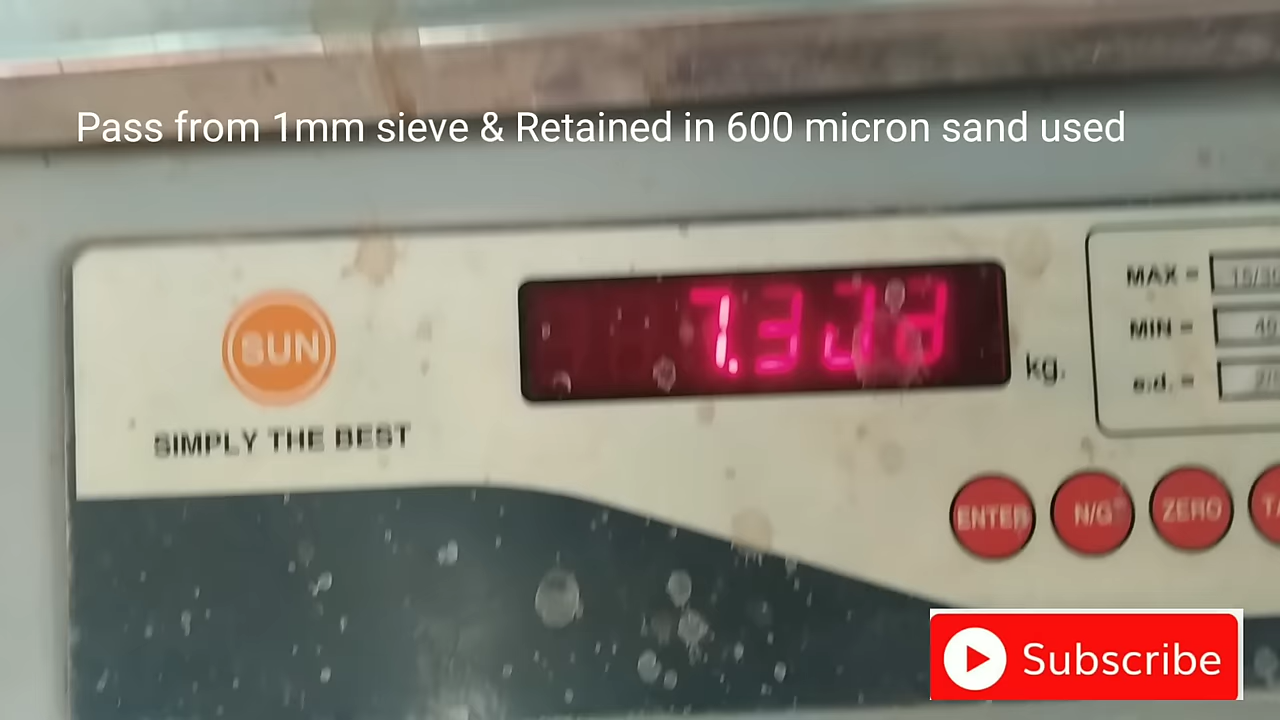 Pass from 1mm sieve & Retained in 600 micron sand used
SUN
SIMPLY THE BEST
kg.
MAX =
MIN =
e.d. =
ENTER
N/G
ZERO
Subscribe